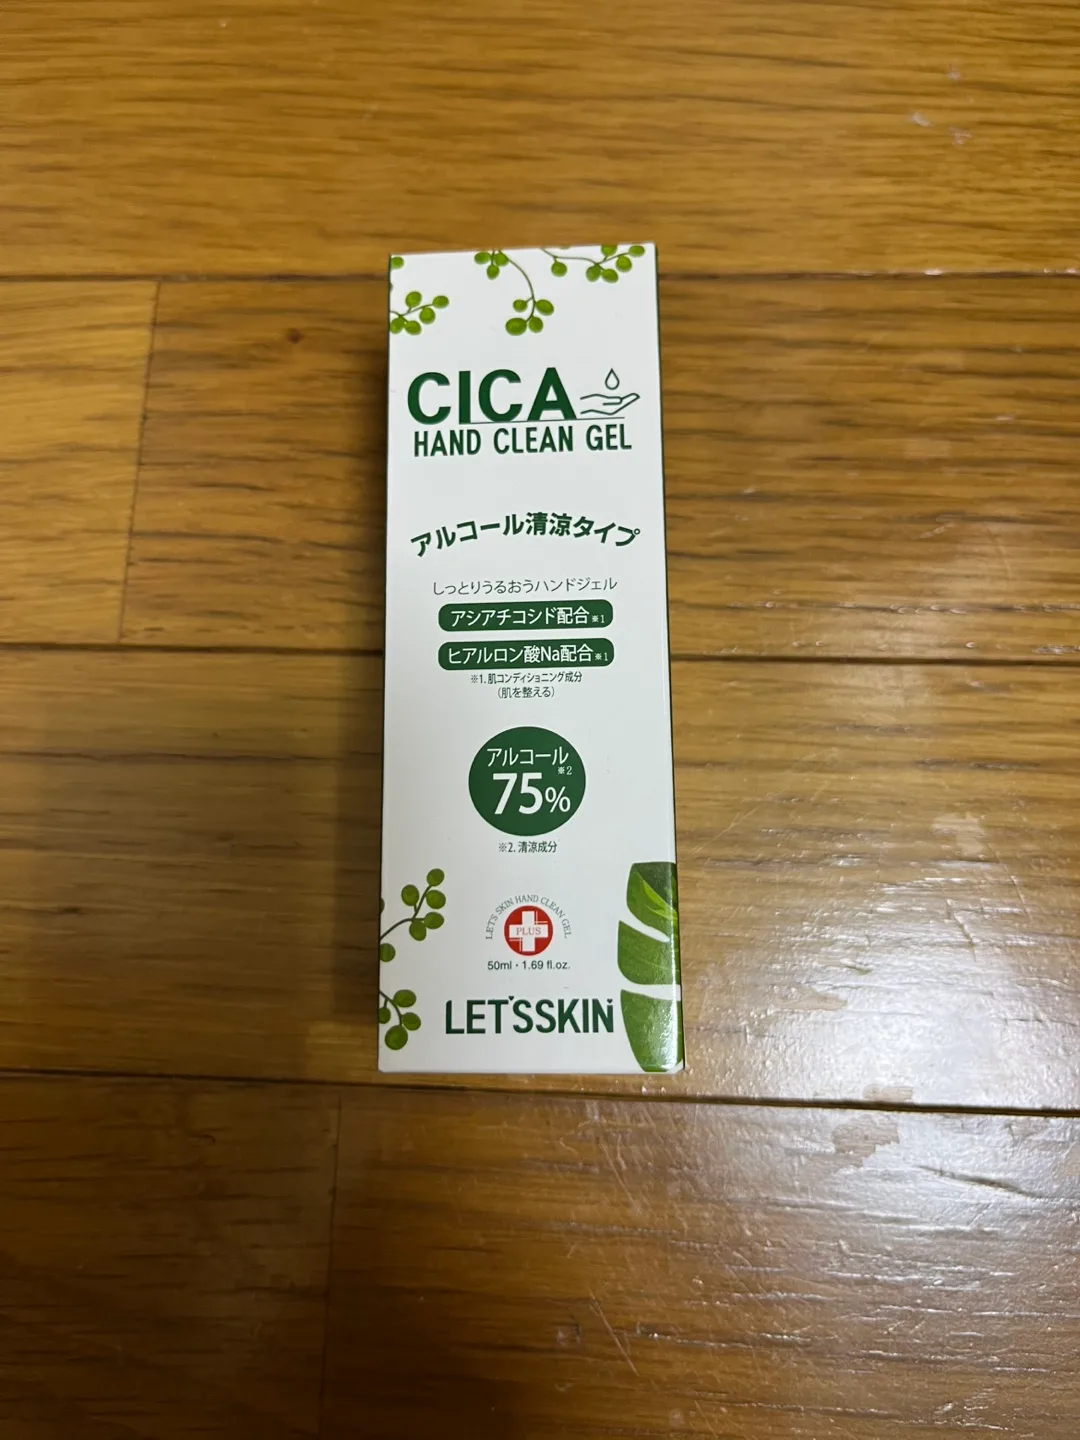 CICA
HAND CLEAN GEL
アルコール清涼タイプ
しっとりうるおうハンドジェル
アシアチコシド配合※1
ヒアルロン酸Na配合※1
※1.肌コンディショニング成分
(肌を整える)
アルコール
※2
75%
※2.清涼成分
LET'S SKIN HAND CLEAN GEL
PLUS
50ml・1.69 fl.oz.
LET'SSKIN